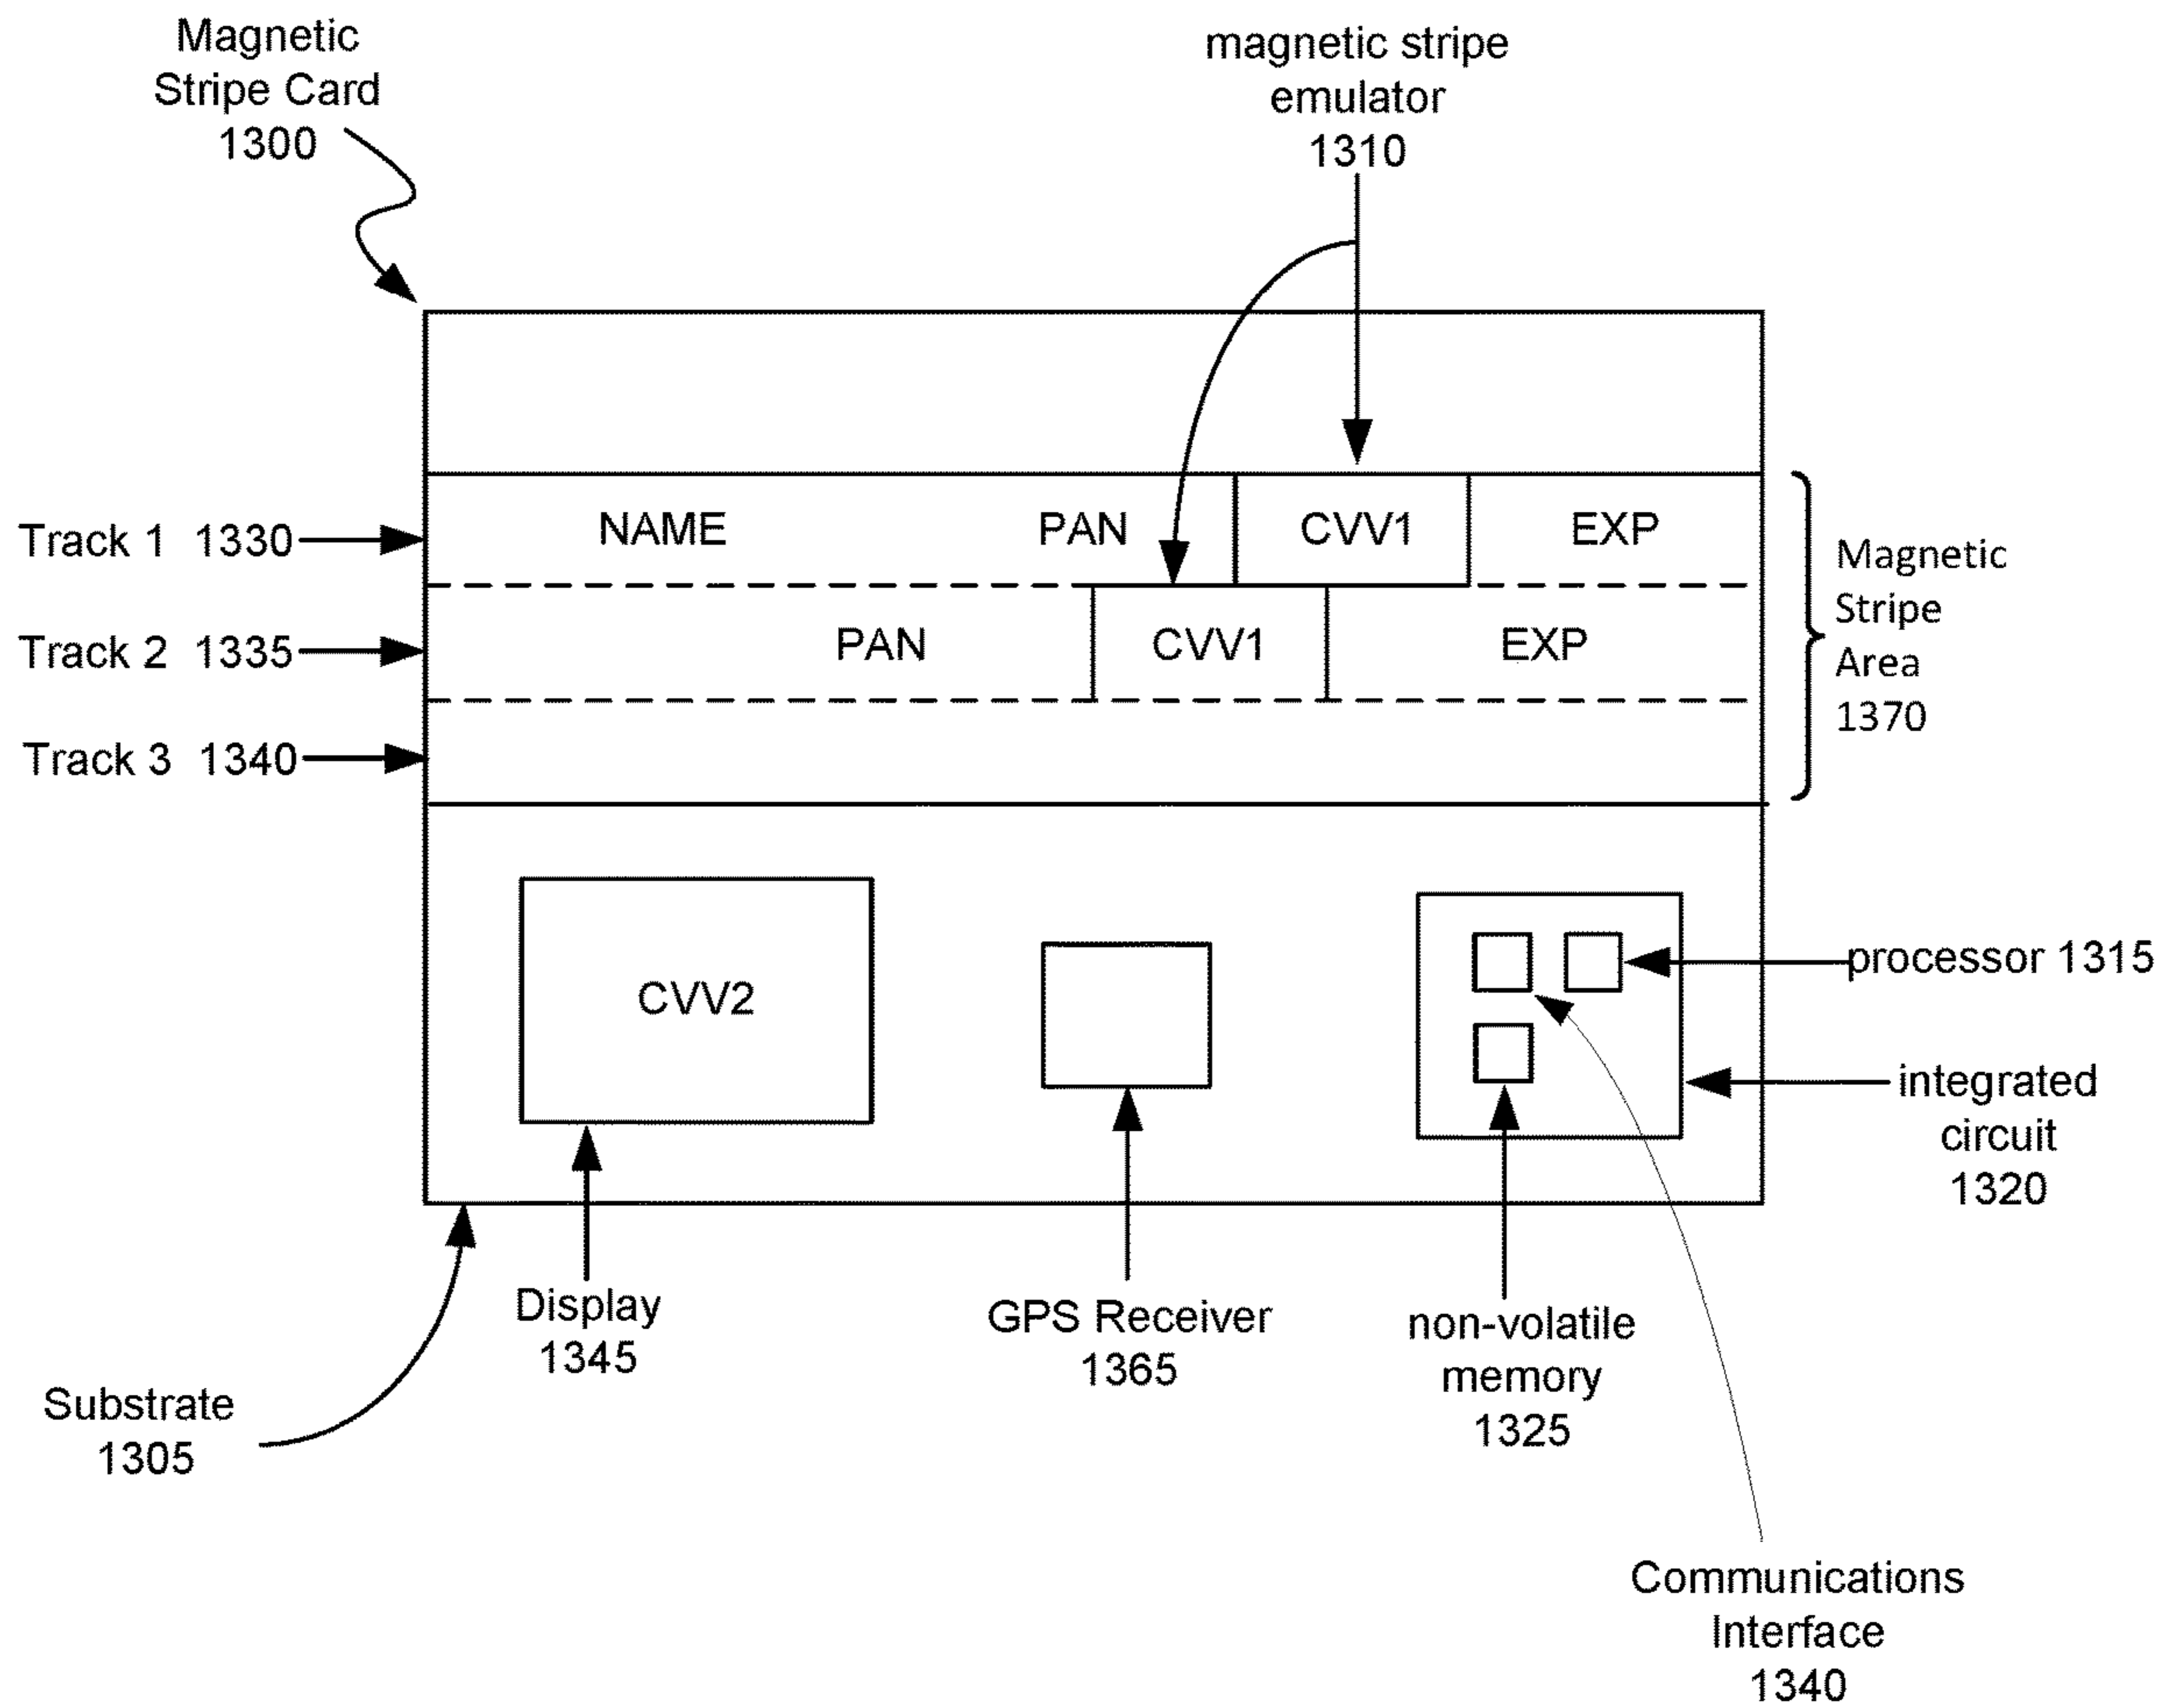 Magnetic
Stripe Card
1300
magnetic stripe
emulator
1310
Track 1 1330
NAME PAN CVV1 EXP
Track 2 1335
PAN CVV1 EXP
Track 3 1340
Magnetic
Stripe
Area
1370
CVV2
processor 1315
integrated
circuit
1320
Display
1345
GPS Receiver
1365
non-volatile
memory
1325
Substrate
1305
Communications
Interface
1340